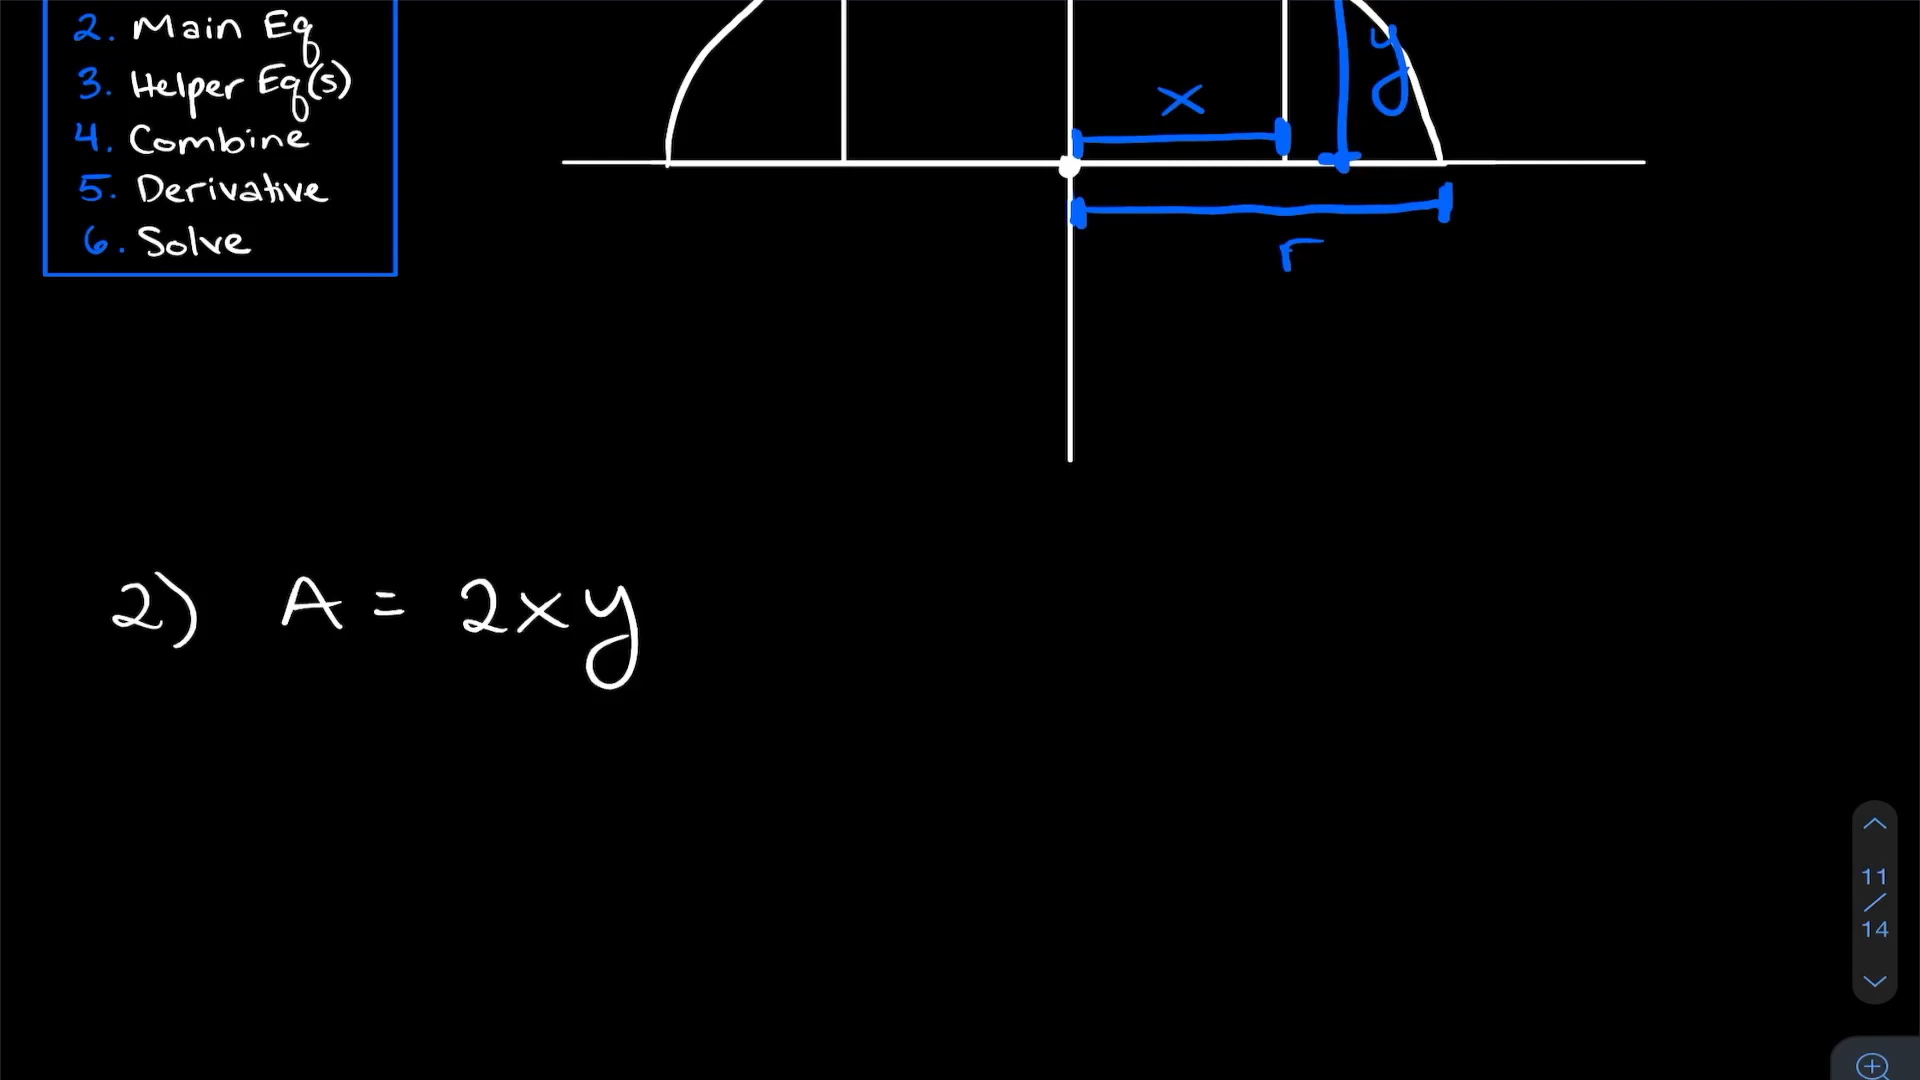 2. Main Eq
3. Helper Eq(s)
4. Combine
5. Derivative
6. Solve
x
y
r
2) A = 2xy
11
/
14